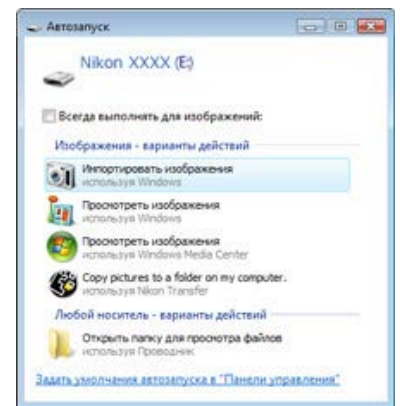 Автозапуск
Nikon XXXX (E:)
Всегда выполнять для изображений:
Изображения - варианты действий
Импортировать изображения
используя Windows
Просмотреть изображения
используя Windows
Просмотреть изображения
используя Windows Media Center
Copy pictures to a folder on my computer.
используя Nikon Transfer
Любой носитель - варианты действий
Открыть папку для просмотра файлов
используя Проводник
Задать умолчания автозапуска в "Панели управления"